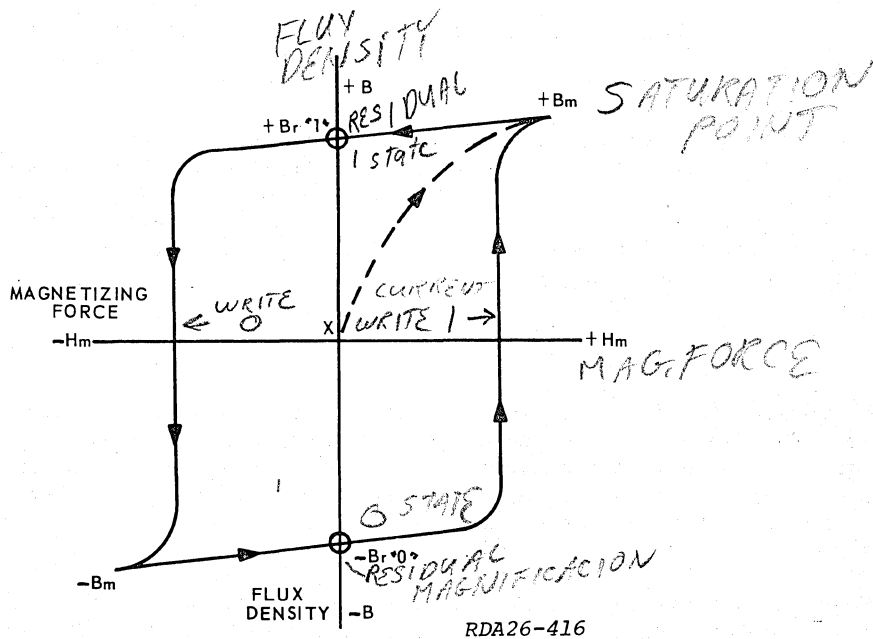 FLUX
DENSITY
+B
+Bm
SATURATION
POINT
+Br "1"
RESIDUAL
1 state
MAGNETIZING
FORCE
← WRITE
0
CURRENT
WRITE 1 →
X
-Hm
+Hm
MAG. FORCE
0 STATE
-Br "0"
RESIDUAL
MAGNIFICACION
-Bm
FLUX
DENSITY
-B
RDA26-416